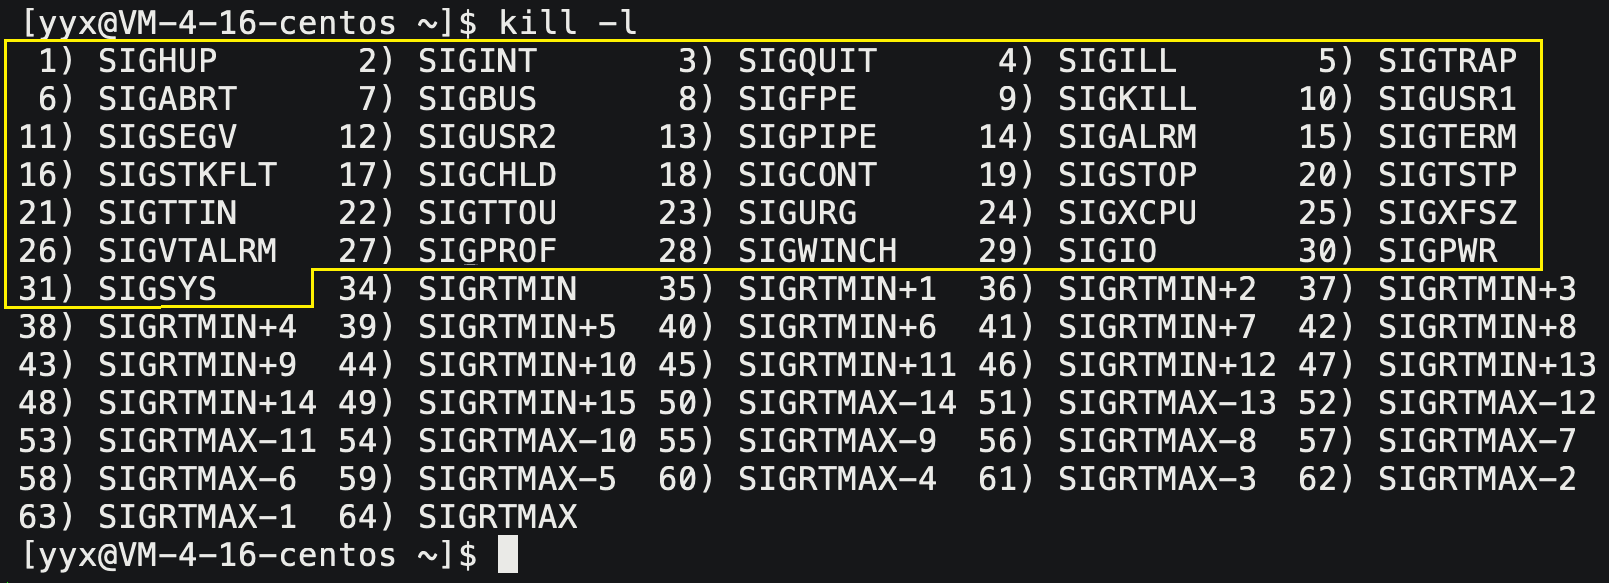 [yyx@VM-4-16-centos ~]$ kill -l
 1) SIGHUP       2) SIGINT       3) SIGQUIT      4) SIGILL       5) SIGTRAP
 6) SIGABRT      7) SIGBUS       8) SIGFPE       9) SIGKILL     10) SIGUSR1
11) SIGSEGV     12) SIGUSR2     13) SIGPIPE     14) SIGALRM     15) SIGTERM
16) SIGSTKFLT   17) SIGCHLD     18) SIGCONT     19) SIGSTOP     20) SIGTSTP
21) SIGTTIN     22) SIGTTOU     23) SIGURG      24) SIGXCPU     25) SIGXFSZ
26) SIGVTALRM   27) SIGPROF     28) SIGWINCH    29) SIGIO       30) SIGPWR
31) SIGSYS      34) SIGRTMIN    35) SIGRTMIN+1  36) SIGRTMIN+2  37) SIGRTMIN+3
38) SIGRTMIN+4  39) SIGRTMIN+5  40) SIGRTMIN+6  41) SIGRTMIN+7  42) SIGRTMIN+8
43) SIGRTMIN+9  44) SIGRTMIN+10 45) SIGRTMIN+11 46) SIGRTMIN+12 47) SIGRTMIN+13
48) SIGRTMIN+14 49) SIGRTMIN+15 50) SIGRTMAX-14 51) SIGRTMAX-13 52) SIGRTMAX-12
53) SIGRTMAX-11 54) SIGRTMAX-10 55) SIGRTMAX-9  56) SIGRTMAX-8  57) SIGRTMAX-7
58) SIGRTMAX-6  59) SIGRTMAX-5  60) SIGRTMAX-4  61) SIGRTMAX-3  62) SIGRTMAX-2
63) SIGRTMAX-1  64) SIGRTMAX
[yyx@VM-4-16-centos ~]$